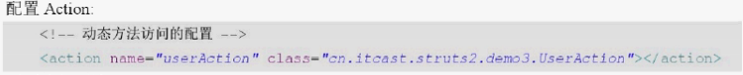 配置 Action:
<!-- 动态方法访问的配置 -->
<action name="userAction" class="cn.itcast.struts2.demo3.UserAction"></action>